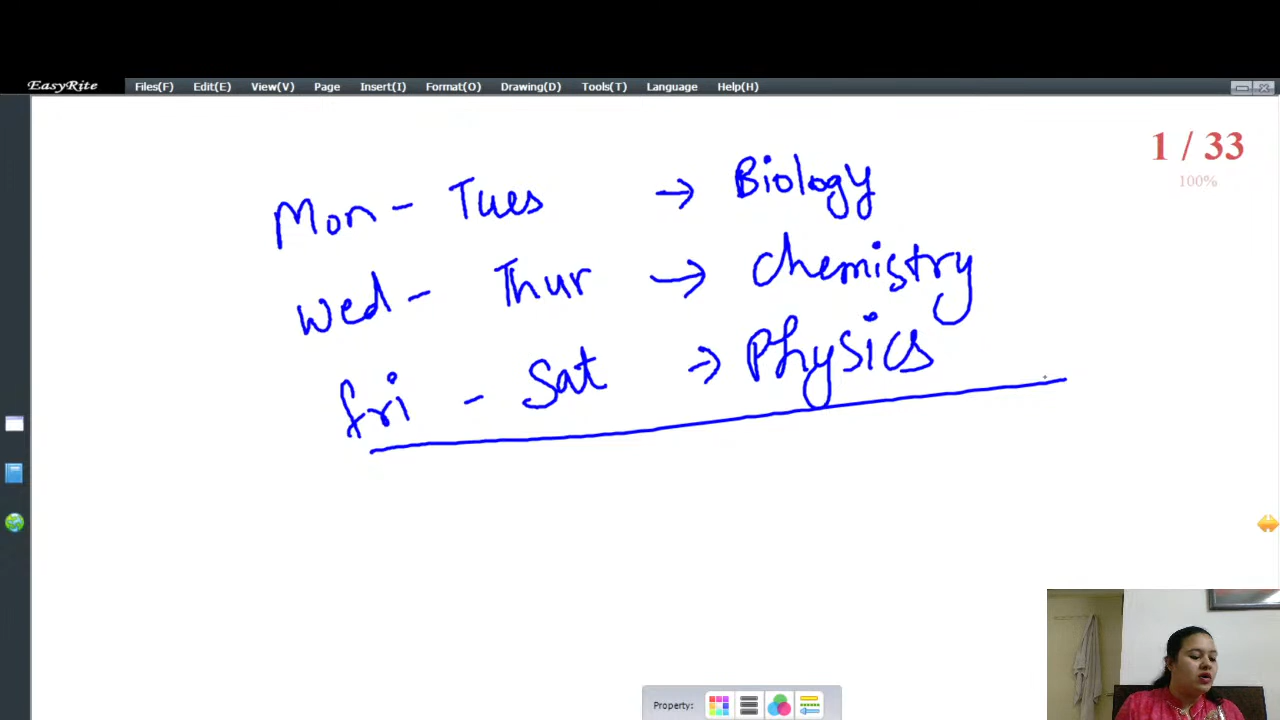 EasyRite Files(F) Edit(E) View(V) Page Insert(I) Format(O) Drawing(D) Tools(T) Language Help(H)
1 / 33
100%
Mon - Tues → Biology
Wed - Thur → Chemistry
fri - Sat → Physics
Property: